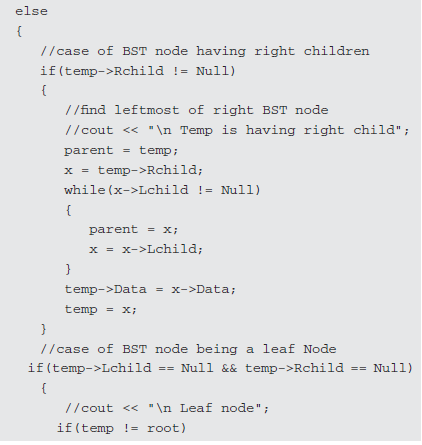 else
{
//case of BST node having right children
if(temp->Rchild != Null)
{
//find leftmost of right BST node
//cout << "\n Temp is having right child";
parent = temp;
x = temp->Rchild;
while(x->Lchild != Null)
{
parent = x;
x = x->Lchild;
}
temp->Data = x->Data;
temp = x;
}
//case of BST node being a leaf Node
if(temp->Lchild == Null && temp->Rchild == Null)
{
//cout << "\n Leaf node";
if(temp != root)